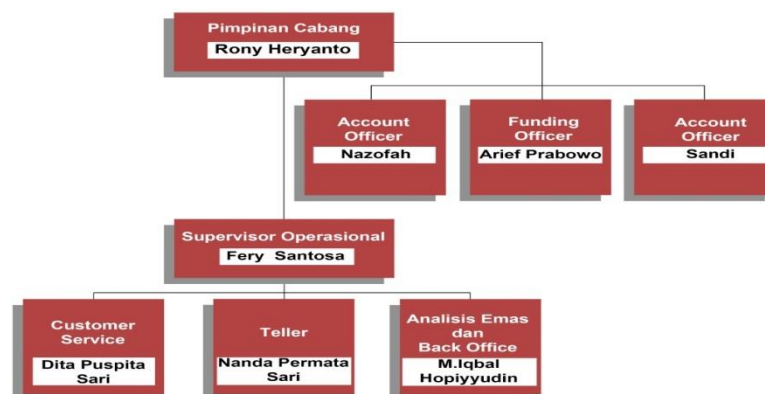 Pimpinan Cabang
Rony Heryanto
Account
Officer
Nazofah
Funding
Officer
Arief Prabowo
Account
Officer
Sandi
Supervisor Operasional
Fery Santosa
Customer
Service
Dita Puspita
Sari
Teller
Nanda Permata
Sari
Analisis Emas
dan
Back Office
M.Iqbal
Hopiyyudin